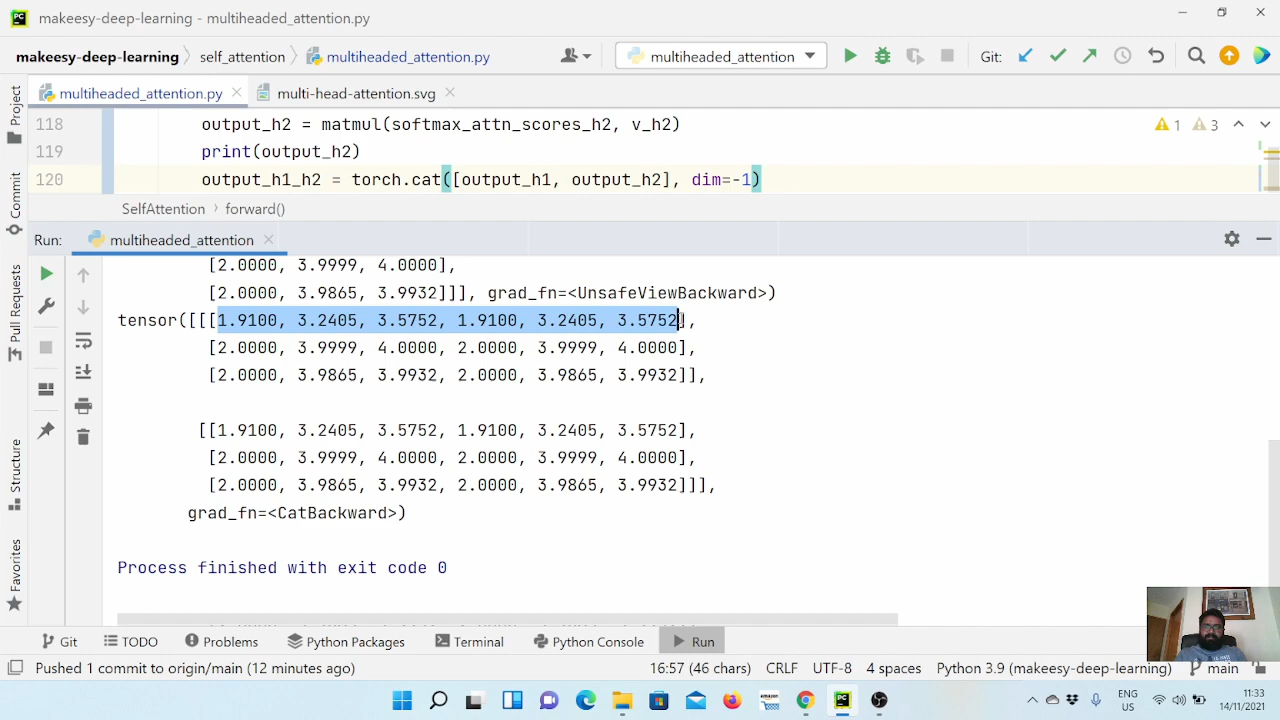 PC makeesy-deep-learning - multiheaded_attention.py
makeesy-deep-learning self_attention multiheaded_attention.py multiheaded_attention Git:
multiheaded_attention.py multi-head-attention.svg
118 output_h2 = matmul(softmax_attn_scores_h2, v_h2) 1 3
119 print(output_h2)
120 output_h1_h2 = torch.cat([output_h1, output_h2], dim=-1)
SelfAttention › forward()
Run: multiheaded_attention
[2.0000, 3.9999, 4.0000],
[2.0000, 3.9865, 3.9932]]], grad_fn=<UnsafeViewBackward>)
tensor([[[1.9100, 3.2405, 3.5752, 1.9100, 3.2405, 3.5752],
[2.0000, 3.9999, 4.0000, 2.0000, 3.9999, 4.0000],
[2.0000, 3.9865, 3.9932, 2.0000, 3.9865, 3.9932]],
[[1.9100, 3.2405, 3.5752, 1.9100, 3.2405, 3.5752],
[2.0000, 3.9999, 4.0000, 2.0000, 3.9999, 4.0000],
[2.0000, 3.9865, 3.9932, 2.0000, 3.9865, 3.9932]]],
grad_fn=<CatBackward>)
Process finished with exit code 0
Project
Commit
Pull Requests
Structure
Favorites
Git TODO Problems Python Packages Terminal Python Console Run
Pushed 1 commit to origin/main (12 minutes ago) 16:57 (46 chars) CRLF UTF-8 4 spaces Python 3.9 (makeesy-deep-learning) main
ENG
US
11:33
14/11/2021